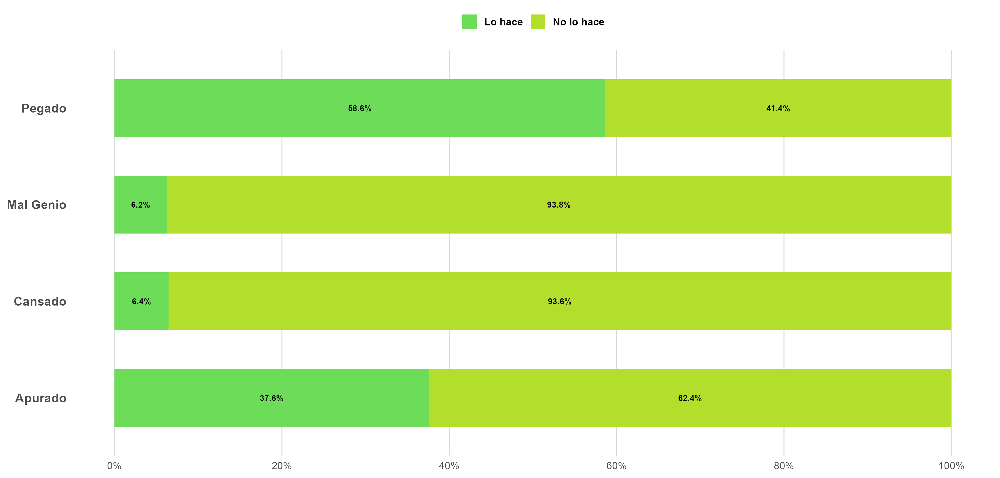 Lo hace No lo hace
Pegado 58.6% 41.4%
Mal Genio 6.2% 93.8%
Cansado 6.4% 93.6%
Apurado 37.6% 62.4%
0% 20% 40% 60% 80% 100%